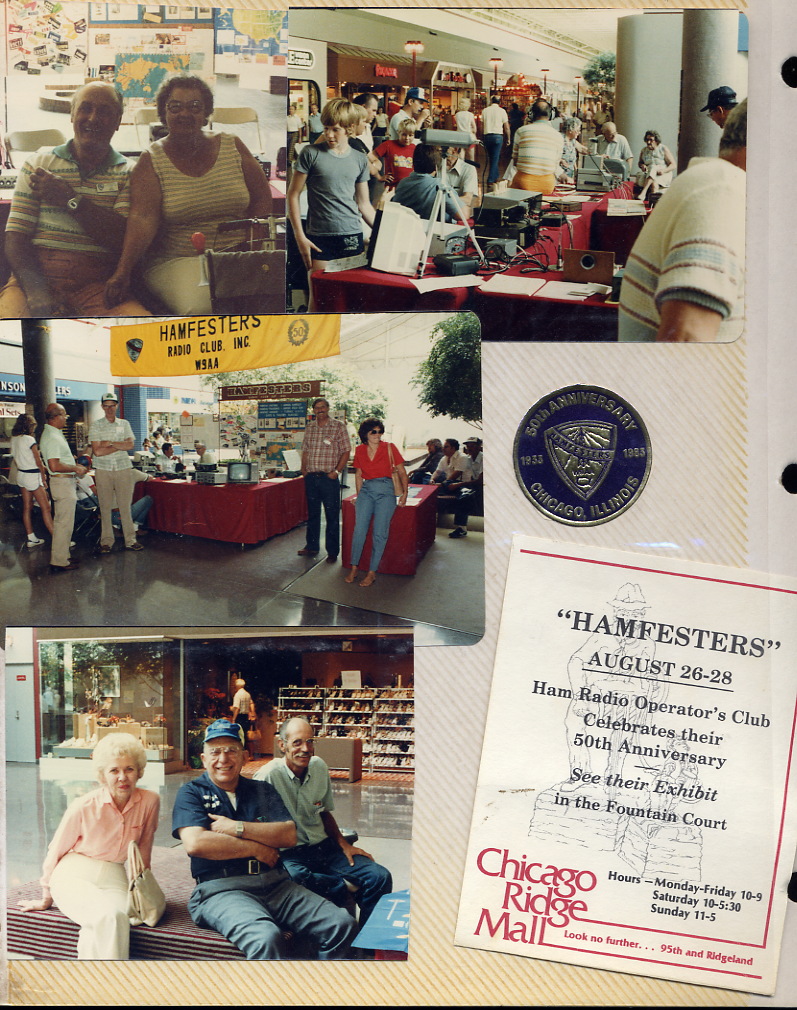 HAMFESTERS
RADIO CLUB. INC.
W9AA
50
HAMFESTERS
50th ANNIVERSARY
HAMFESTERS
1933 1983
CHICAGO, ILLINOIS
"HAMFESTERS"
AUGUST 26-28
Ham Radio Operator's Club
Celebrates their
50th Anniversary
See their Exhibit
in the Fountain Court
Hours – Monday-Friday 10-9
Saturday 10-5:30
Sunday 11-5
Chicago
Ridge
Mall
Look no further. . . 95th and Ridgeland